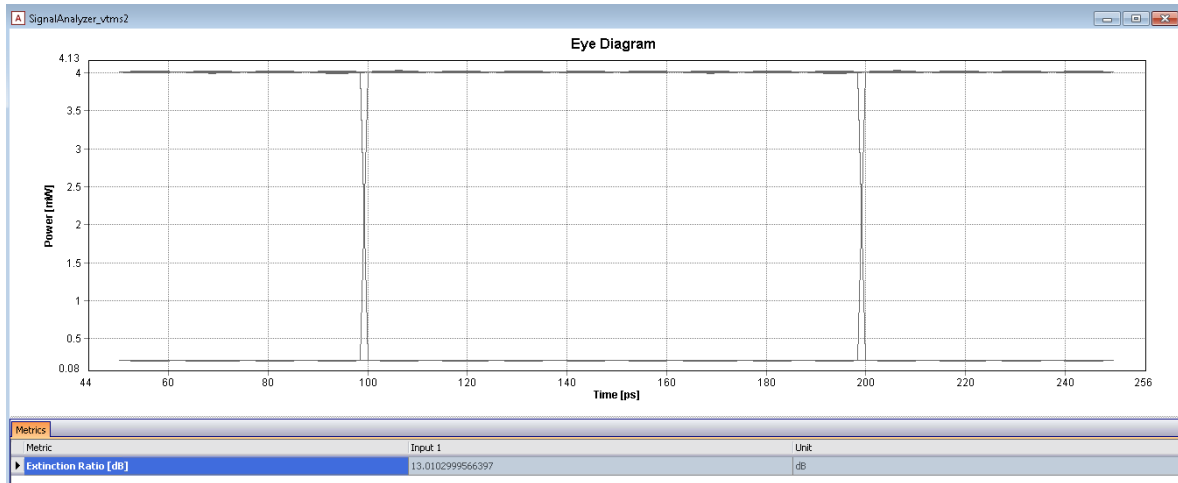 SignalAnalyzer_vtms2
Eye Diagram
4.13
4
3.5
3
2.5
2
1.5
1
0.5
0.08
Power [mW]
44 60 80 100 120 140 160 180 200 220 240 256
Time [ps]
Metrics
Metric Input 1 Unit
Extinction Ratio [dB] 13.0102999566397 dB